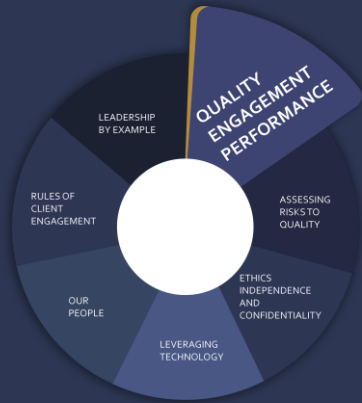 QUALITY
ENGAGEMENT
PERFORMANCE
ASSESSING
RISKS TO
QUALITY
ETHICS
INDEPENDENCE
AND
CONFIDENTIALITY
LEVERAGING
TECHNOLOGY
OUR
PEOPLE
RULES OF
CLIENT
ENGAGEMENT
LEADERSHIP
BY EXAMPLE